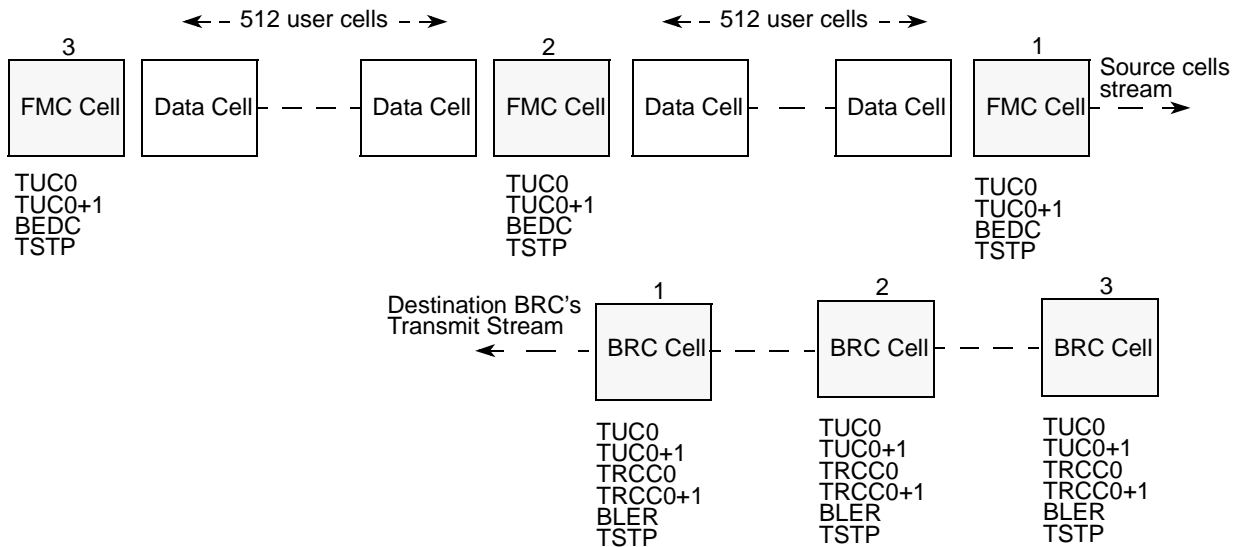 512 user cells
512 user cells
3
2
1
FMC Cell
Data Cell
Data Cell
FMC Cell
Data Cell
Data Cell
FMC Cell
Source cells
stream
TUC0
TUC0+1
BEDC
TSTP
TUC0
TUC0+1
BEDC
TSTP
TUC0
TUC0+1
BEDC
TSTP
Destination BRC's
Transmit Stream
1
2
3
BRC Cell
BRC Cell
BRC Cell
TUC0
TUC0+1
TRCC0
TRCC0+1
BLER
TSTP
TUC0
TUC0+1
TRCC0
TRCC0+1
BLER
TSTP
TUC0
TUC0+1
TRCC0
TRCC0+1
BLER
TSTP